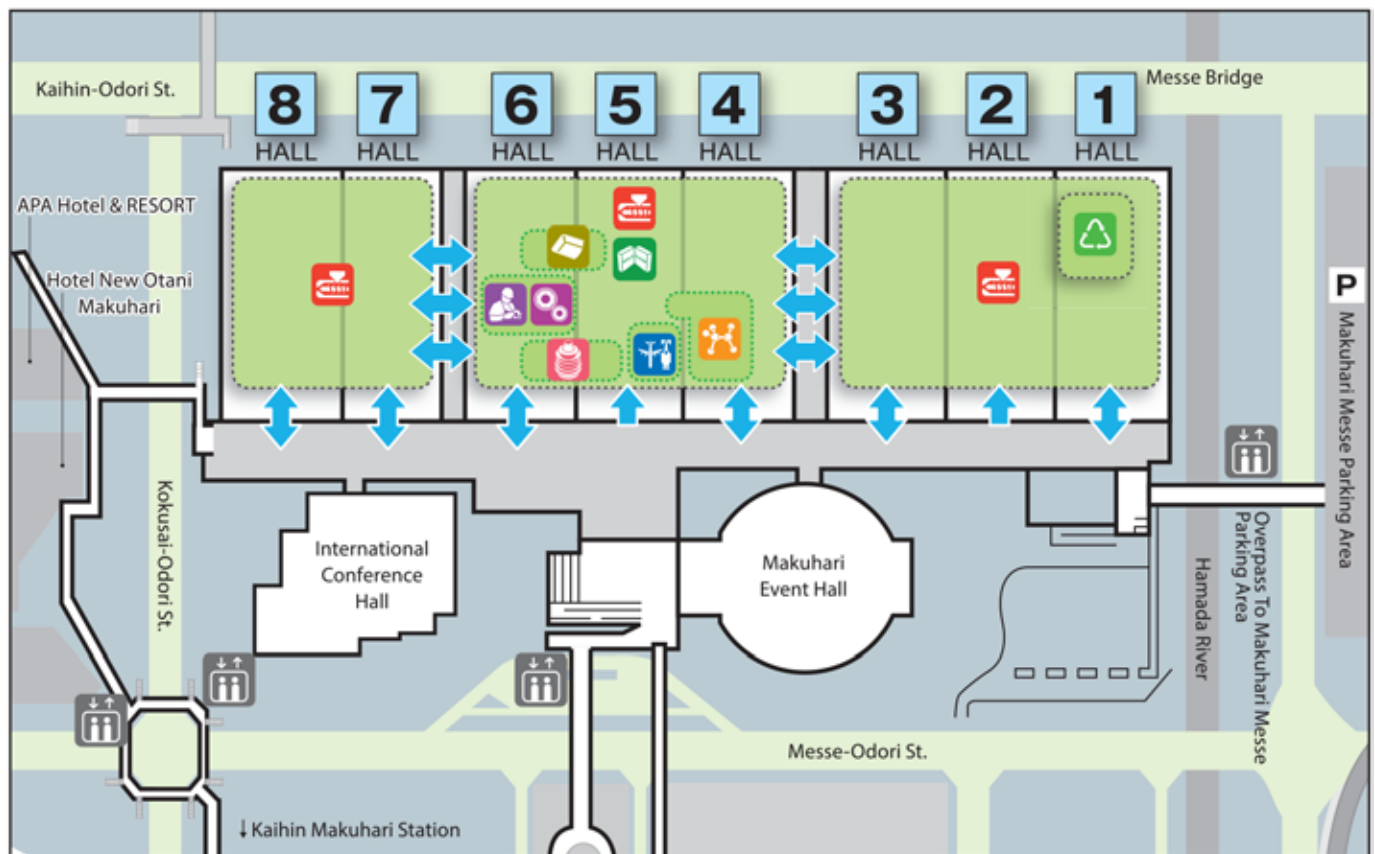 Kaihin-Odori St.
Messe Bridge
8
7
6
5
4
3
2
1
HALL
HALL
HALL
HALL
HALL
HALL
HALL
HALL
APA Hotel & RESORT
Hotel New Otani
Makuhari
P
Makuhari Messe Parking Area
Kokusai-Odori St.
International
Conference
Hall
Makuhari
Event Hall
Hamada River
Overpass To Makuhari Messe
Parking Area
Messe-Odori St.
↓Kaihin Makuhari Station